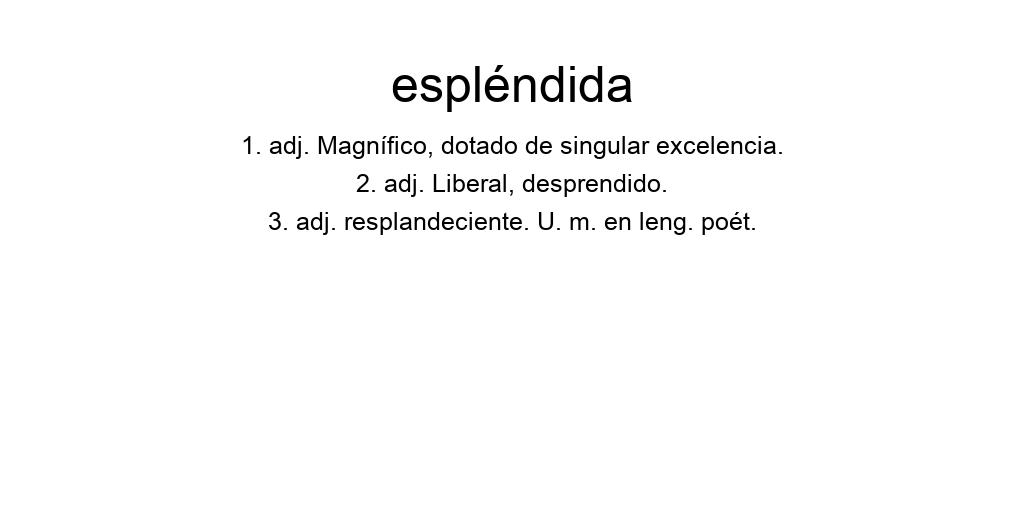 espléndida
1. adj. Magnífico, dotado de singular excelencia.
2. adj. Liberal, desprendido.
3. adj. resplandeciente. U. m. en leng. poét.